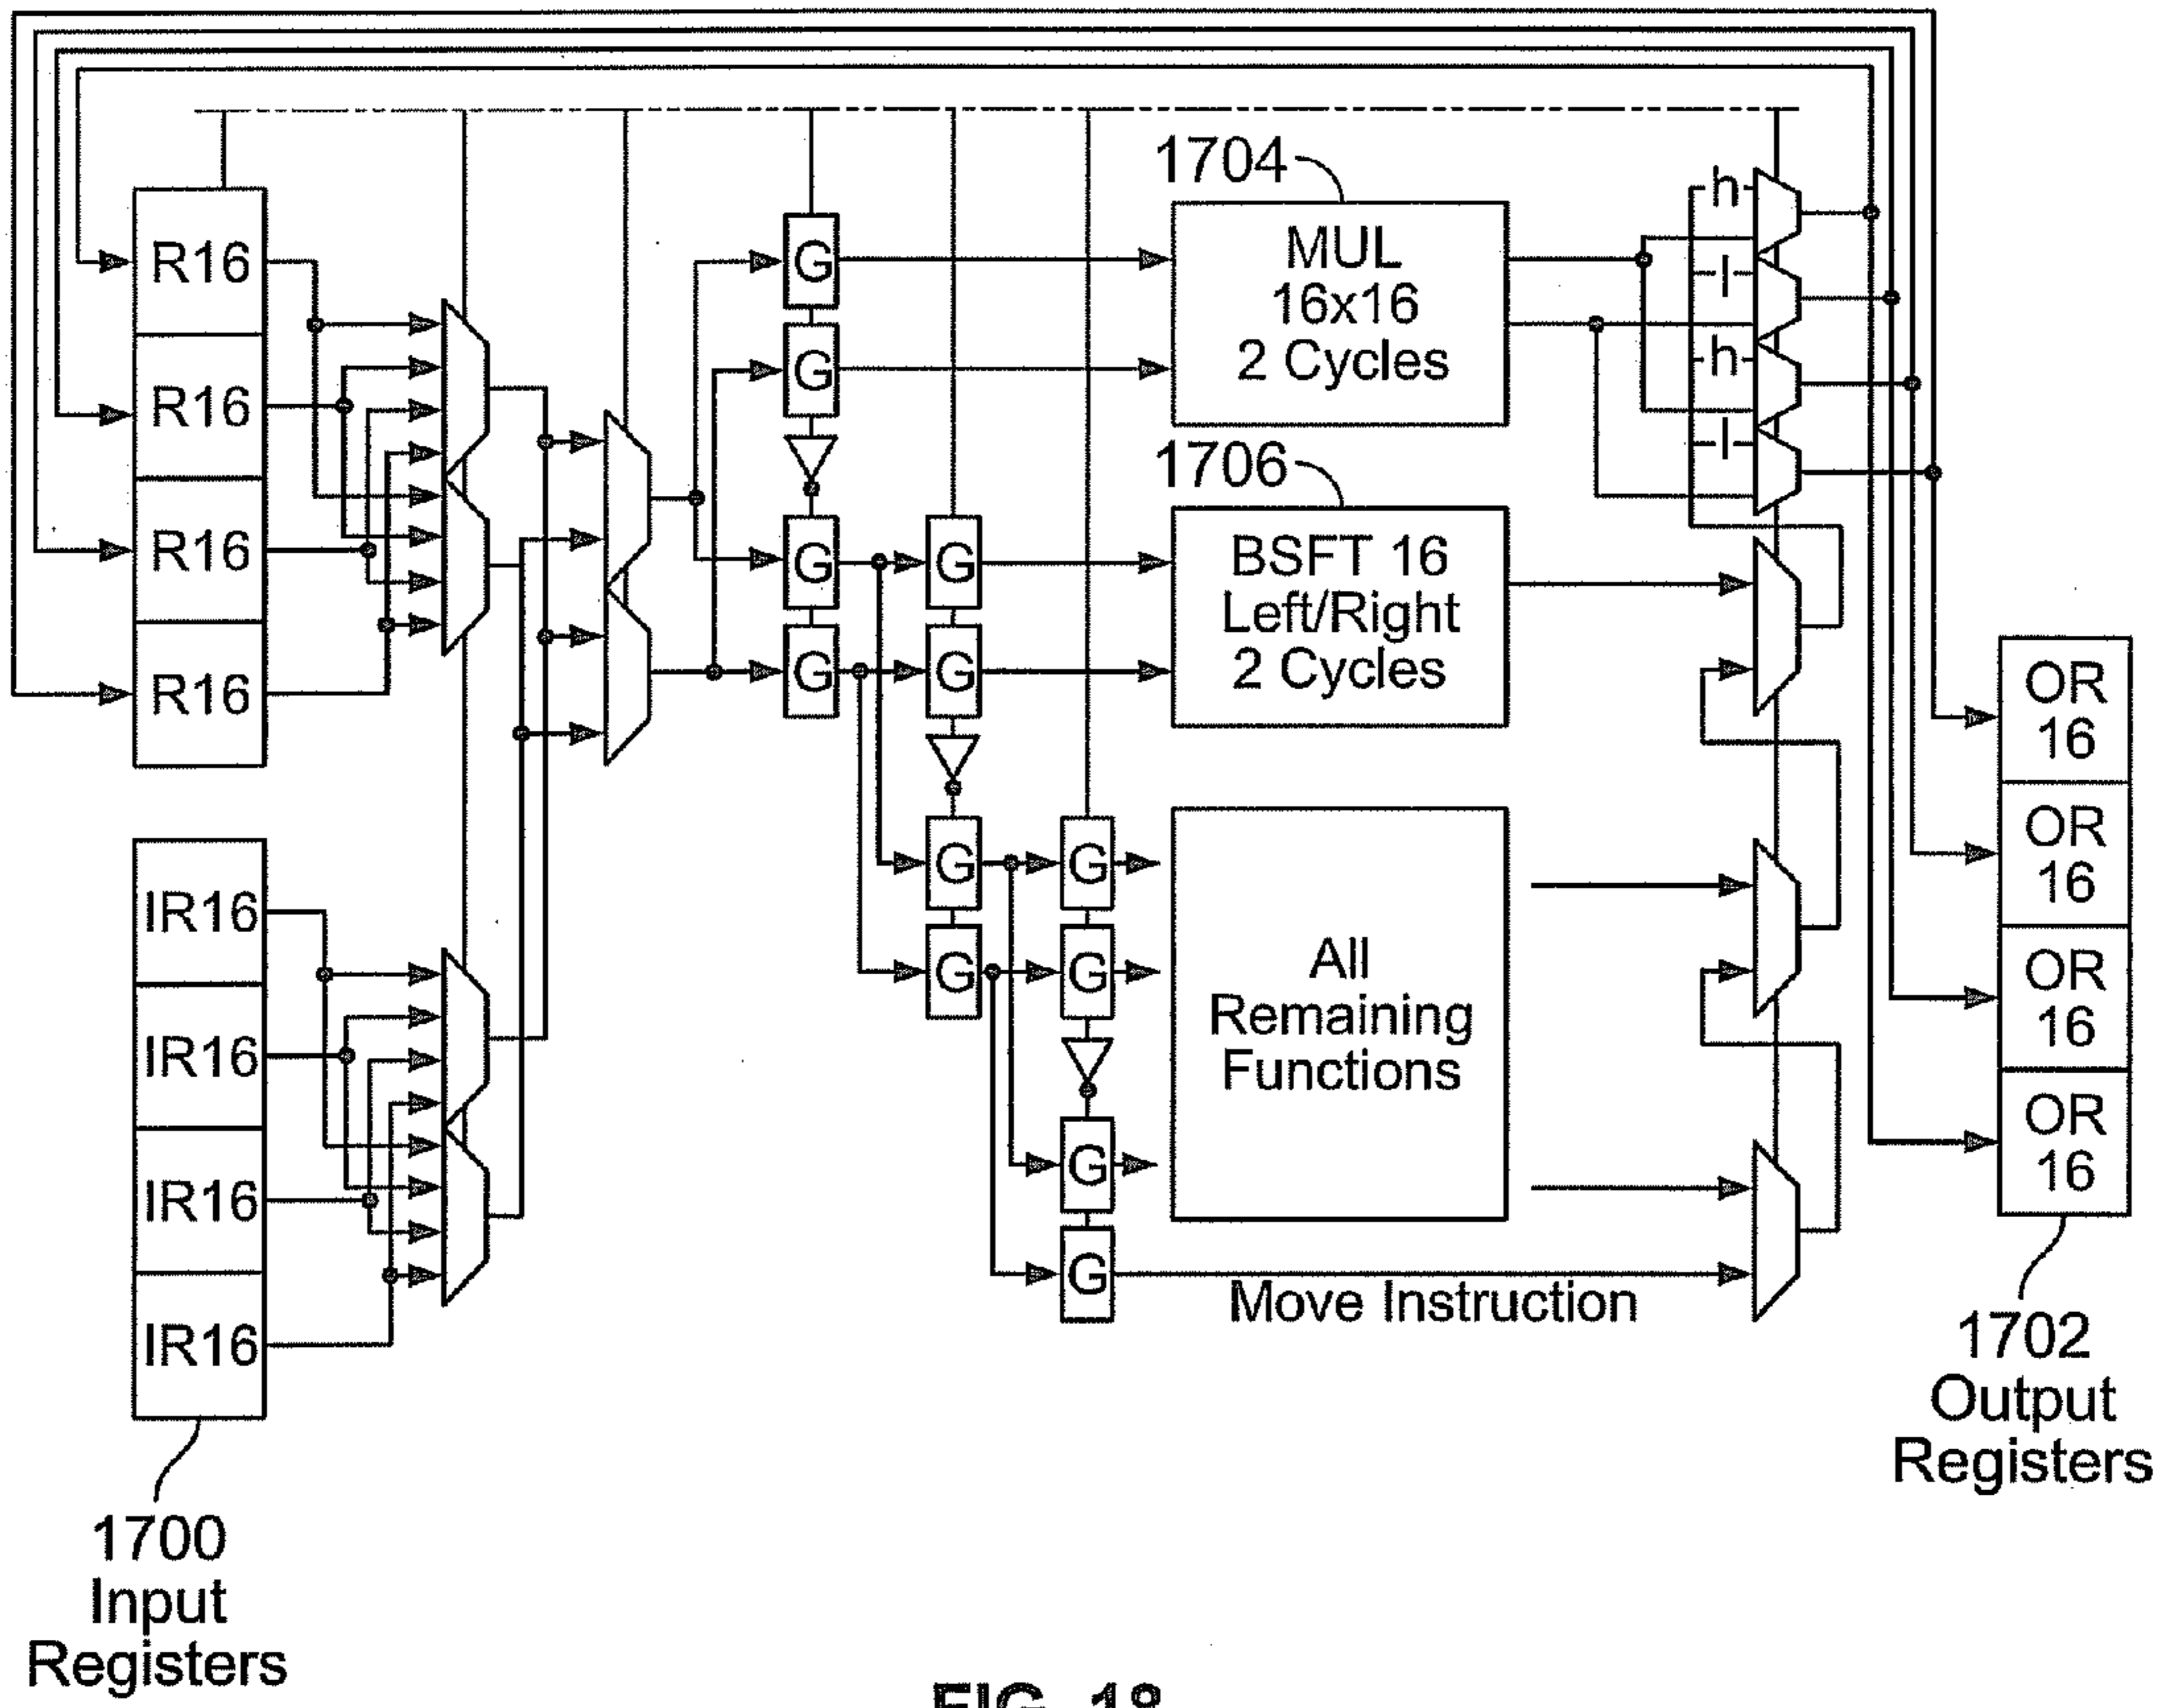 R16
R16
R16
R16
IR16
IR16
IR16
IR16
1700
Input
Registers
G
G
G
G
G
G
G
G
G
G
G
G
1704
MUL
16x16
2 Cycles
1706
BSFT 16
Left/Right
2 Cycles
All
Remaining
Functions
Move Instruction
h
l
h
l
OR
16
OR
16
OR
16
OR
16
1702
Output
Registers
FIG. 18